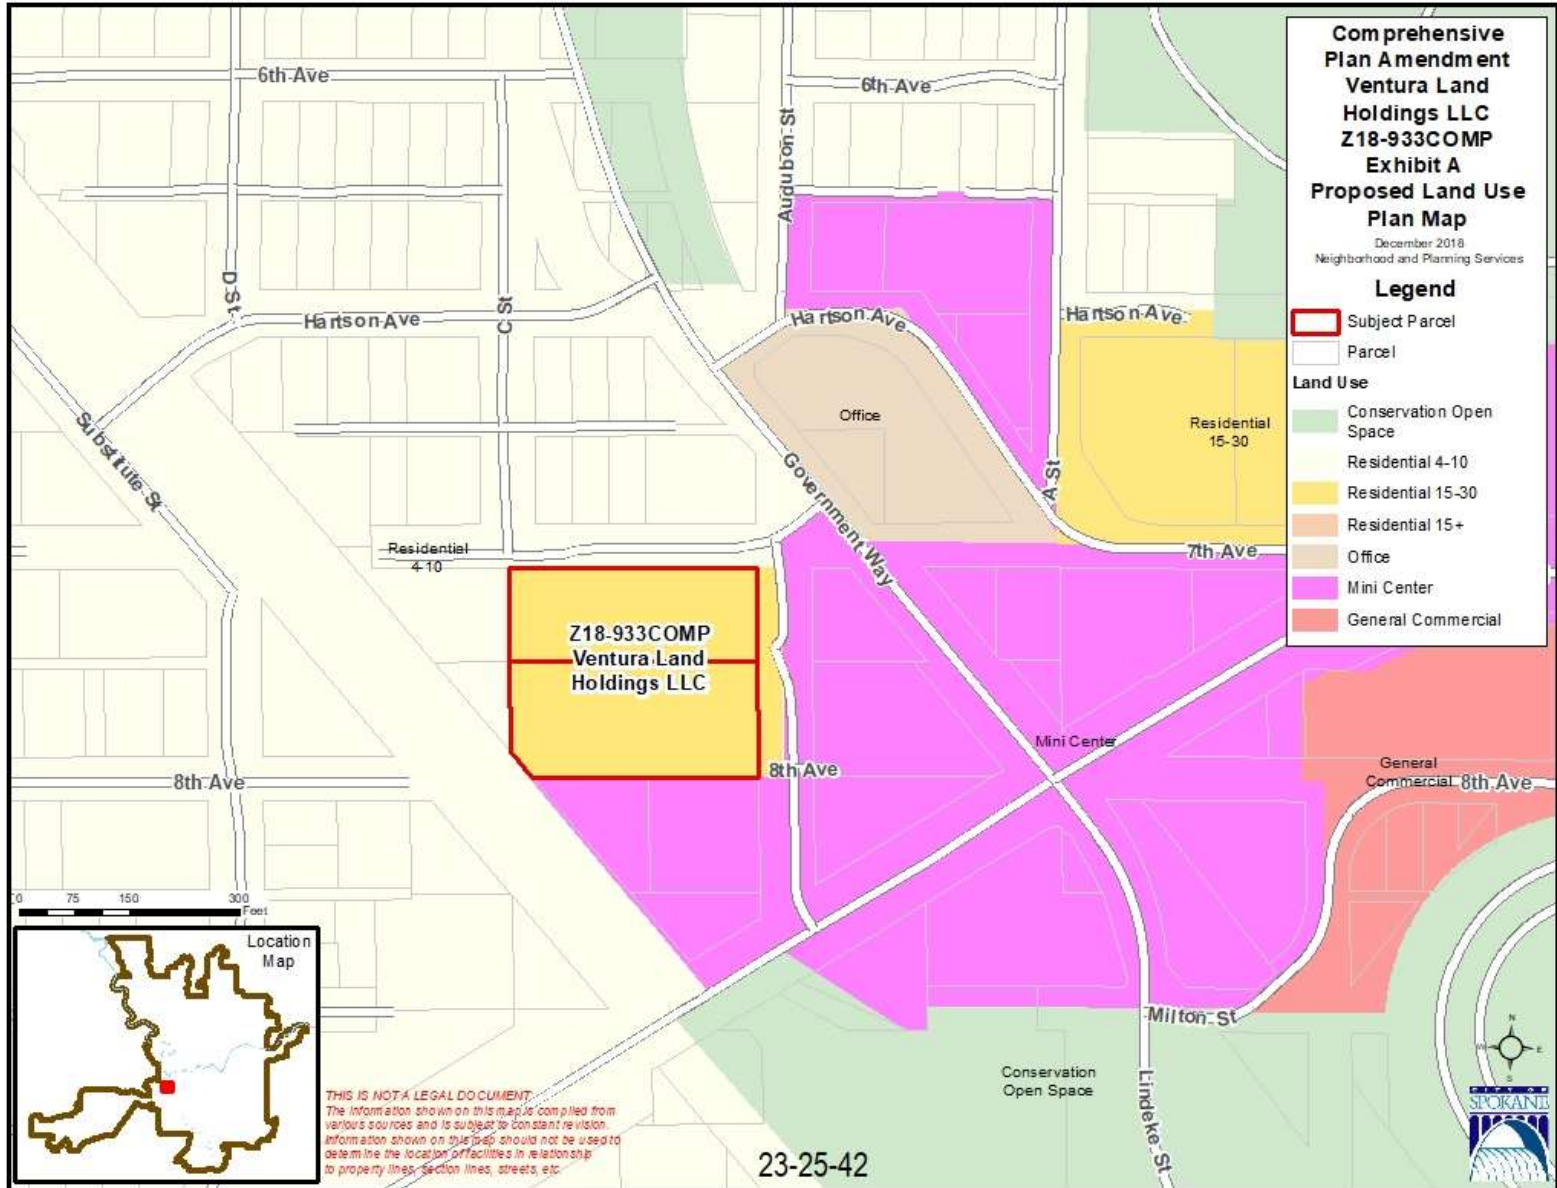 Comprehensive
Plan Amendment
Ventura Land
Holdings LLC
Z18-933COMP
Exhibit A
Proposed Land Use
Plan Map
December 2018
Neighborhood and Planning Services
Legend
Subject Parcel
Parcel
Land Use
Conservation Open
Space
Residential 4-10
Residential 15-30
Residential 15+
Office
Mini Center
General Commercial
6th Ave
6th Ave
Audubon St
D St
C St
Hartson Ave
Hartson Ave
Hartson Ave
Substitute St
Office
Residential
15-30
Government Way
A St
7th Ave
Residential
4-10
Z18-933COMP
Ventura Land
Holdings LLC
Mini Center
General
Commercial
8th Ave
8th Ave
8th Ave
0 75 150 300
Feet
Location
Map
Milton St
Conservation
Open Space
Lindeke St
THIS IS NOT A LEGAL DOCUMENT:
The information shown on this map is compiled from
various sources and is subject to constant revision.
Information shown on this map should not be used to
determine the location of facilities in relationship
to property lines, section lines, streets, etc.
23-25-42
N
W
E
S
CITY OF
SPOKANE